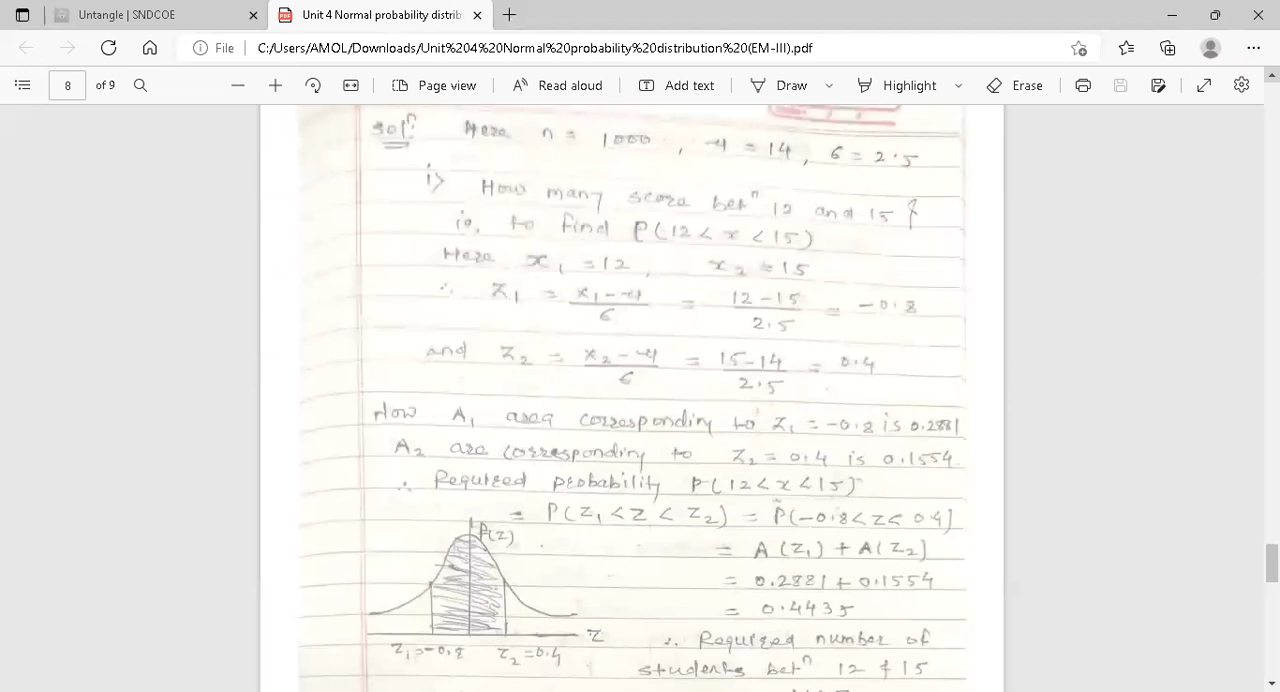 Untangle | SNDCOE
Unit 4 Normal probability distrib
File C:/Users/AMOL/Downloads/Unit%204%20Normal%20probability%20distribution%20(EM-III).pdf
8 of 9 Page view Read aloud Add text Draw Highlight Erase
Solⁿ: Here n = 1000, μ = 14, σ = 2.5
i> How many score betⁿ 12 and 15 ?
ie, to find P(12 < x < 15)
Here x₁ = 12, x₂ = 15
∴ Z₁ = (x₁ - μ)/σ = (12 - 15)/2.5 = -0.8
and Z₂ = (x₂ - μ)/σ = (15 - 14)/2.5 = 0.4
Now A₁ area corresponding to Z₁ = -0.8 is 0.2881
A₂ are corresponding to Z₂ = 0.4 is 0.1554
∴ Required probability P(12 < x < 15)
= P(Z₁ < Z < Z₂) = P(-0.8 < Z < 0.4)
P(Z)
= A(Z₁) + A(Z₂)
= 0.2881 + 0.1554
= 0.4435
Z₁ = -0.8 Z₂ = 0.4 Z
∴ Required number of
students betⁿ 12 & 15